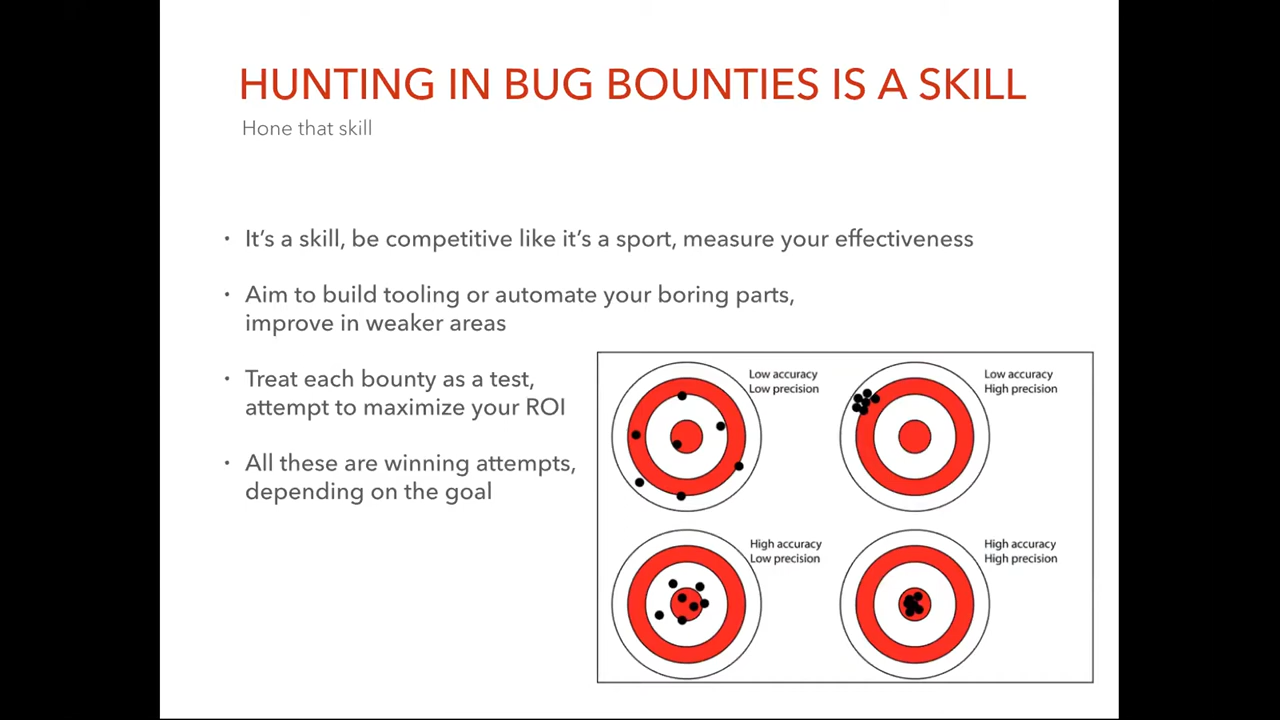 HUNTING IN BUG BOUNTIES IS A SKILL
Hone that skill
• It’s a skill, be competitive like it’s a sport, measure your effectiveness
• Aim to build tooling or automate your boring parts,
improve in weaker areas
• Treat each bounty as a test,
attempt to maximize your ROI
• All these are winning attempts,
depending on the goal
Low accuracy
Low precision
Low accuracy
High precision
High accuracy
Low precision
High accuracy
High precision